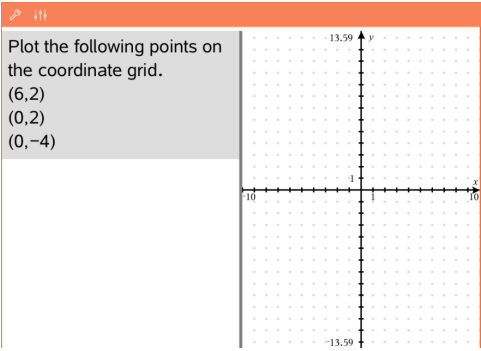 Plot the following points on
the coordinate grid.
(6,2)
(0,2)
(0,−4)
13.59
y
1
x
-10
1
10
-13.59